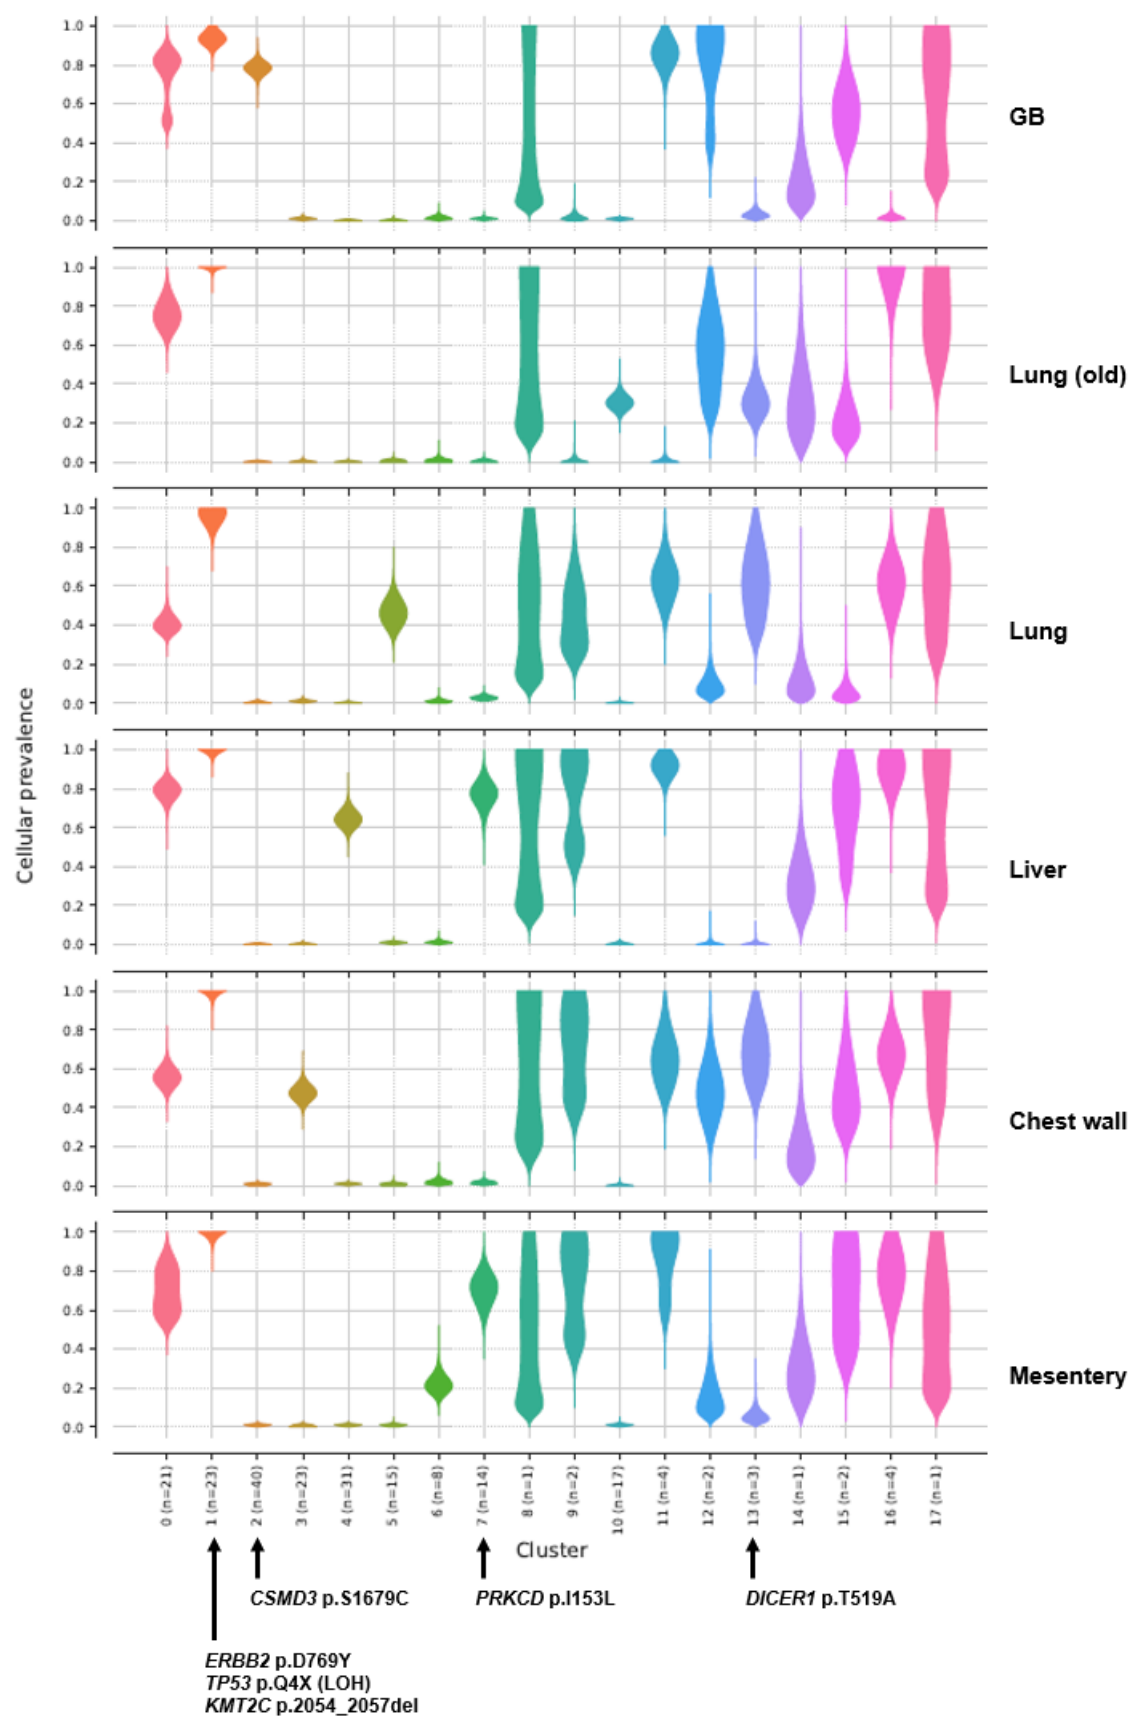 1.0
0.8
0.6
0.4
0.2
0.0
GB
1.0
0.8
0.6
0.4
0.2
0.0
Lung (old)
1.0
0.8
0.6
0.4
0.2
0.0
Lung
1.0
0.8
0.6
0.4
0.2
0.0
Liver
1.0
0.8
0.6
0.4
0.2
0.0
Chest wall
1.0
0.8
0.6
0.4
0.2
0.0
Mesentery
Cellular prevalence
0 (n=21)
1 (n=23)
2 (n=40)
3 (n=23)
4 (n=31)
5 (n=15)
6 (n=8)
7 (n=14)
8 (n=1)
9 (n=2)
10 (n=17)
11 (n=4)
12 (n=2)
13 (n=3)
14 (n=1)
15 (n=2)
16 (n=4)
17 (n=1)
Cluster
CSMD3 p.S1679C
PRKCD p.I153L
DICER1 p.T519A
ERBB2 p.D769Y
TP53 p.Q4X (LOH)
KMT2C p.2054_2057del